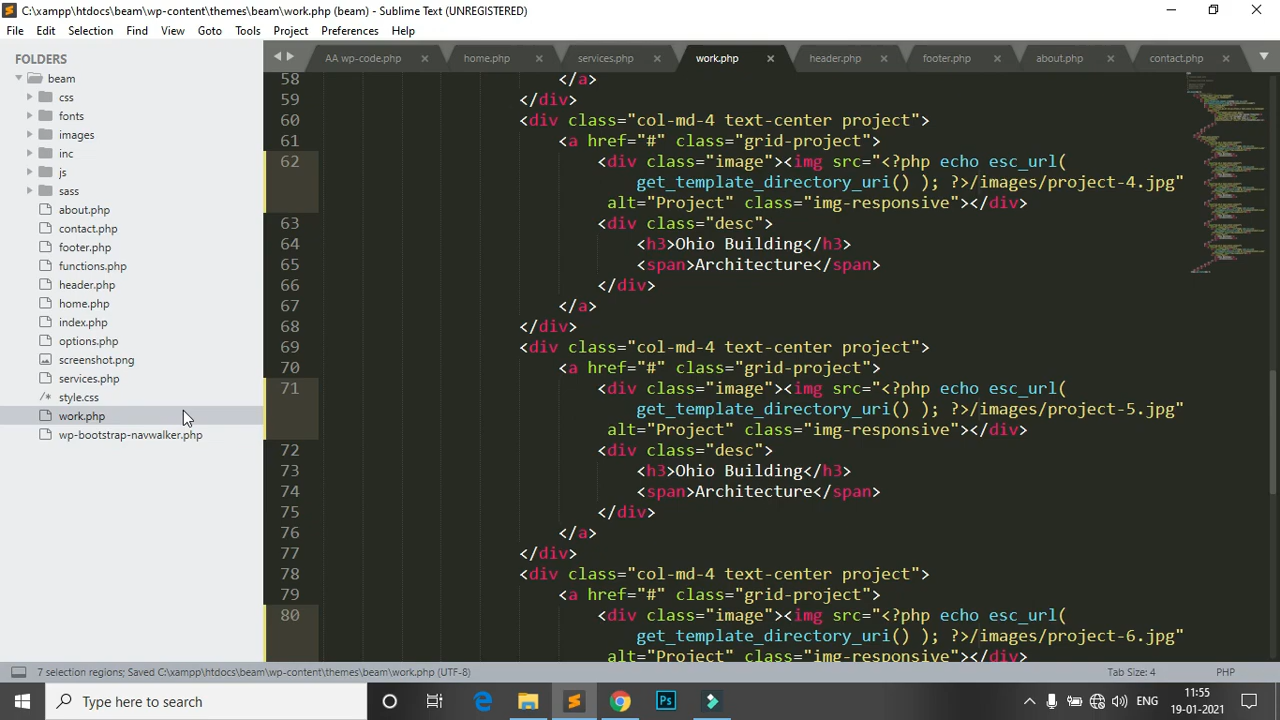 C:\xampp\htdocs\beam\wp-content\themes\beam\work.php (beam) - Sublime Text (UNREGISTERED)
File Edit Selection Find View Goto Tools Project Preferences Help
FOLDERS
beam
css
fonts
images
inc
js
sass
about.php
contact.php
footer.php
functions.php
header.php
home.php
index.php
options.php
screenshot.png
services.php
/* style.css
work.php
wp-bootstrap-navwalker.php
AA wp-code.php home.php services.php work.php header.php footer.php about.php contact.php
58 </a>
59 </div>
60 <div class="col-md-4 text-center project">
61 <a href="#" class="grid-project">
62 <div class="image"><img src="<?php echo esc_url(
get_template_directory_uri() ); ?>/images/project-4.jpg"
alt="Project" class="img-responsive"></div>
63 <div class="desc">
64 <h3>Ohio Building</h3>
65 <span>Architecture</span>
66 </div>
67 </a>
68 </div>
69 <div class="col-md-4 text-center project">
70 <a href="#" class="grid-project">
71 <div class="image"><img src="<?php echo esc_url(
get_template_directory_uri() ); ?>/images/project-5.jpg"
alt="Project" class="img-responsive"></div>
72 <div class="desc">
73 <h3>Ohio Building</h3>
74 <span>Architecture</span>
75 </div>
76 </a>
77 </div>
78 <div class="col-md-4 text-center project">
79 <a href="#" class="grid-project">
80 <div class="image"><img src="<?php echo esc_url(
get_template_directory_uri() ); ?>/images/project-6.jpg"
alt="Project" class="img-responsive"></div>
7 selection regions; Saved C:\xampp\htdocs\beam\wp-content\themes\beam\work.php (UTF-8) Tab Size: 4 PHP
Type here to search
Ps
ENG
11:55
19-01-2021